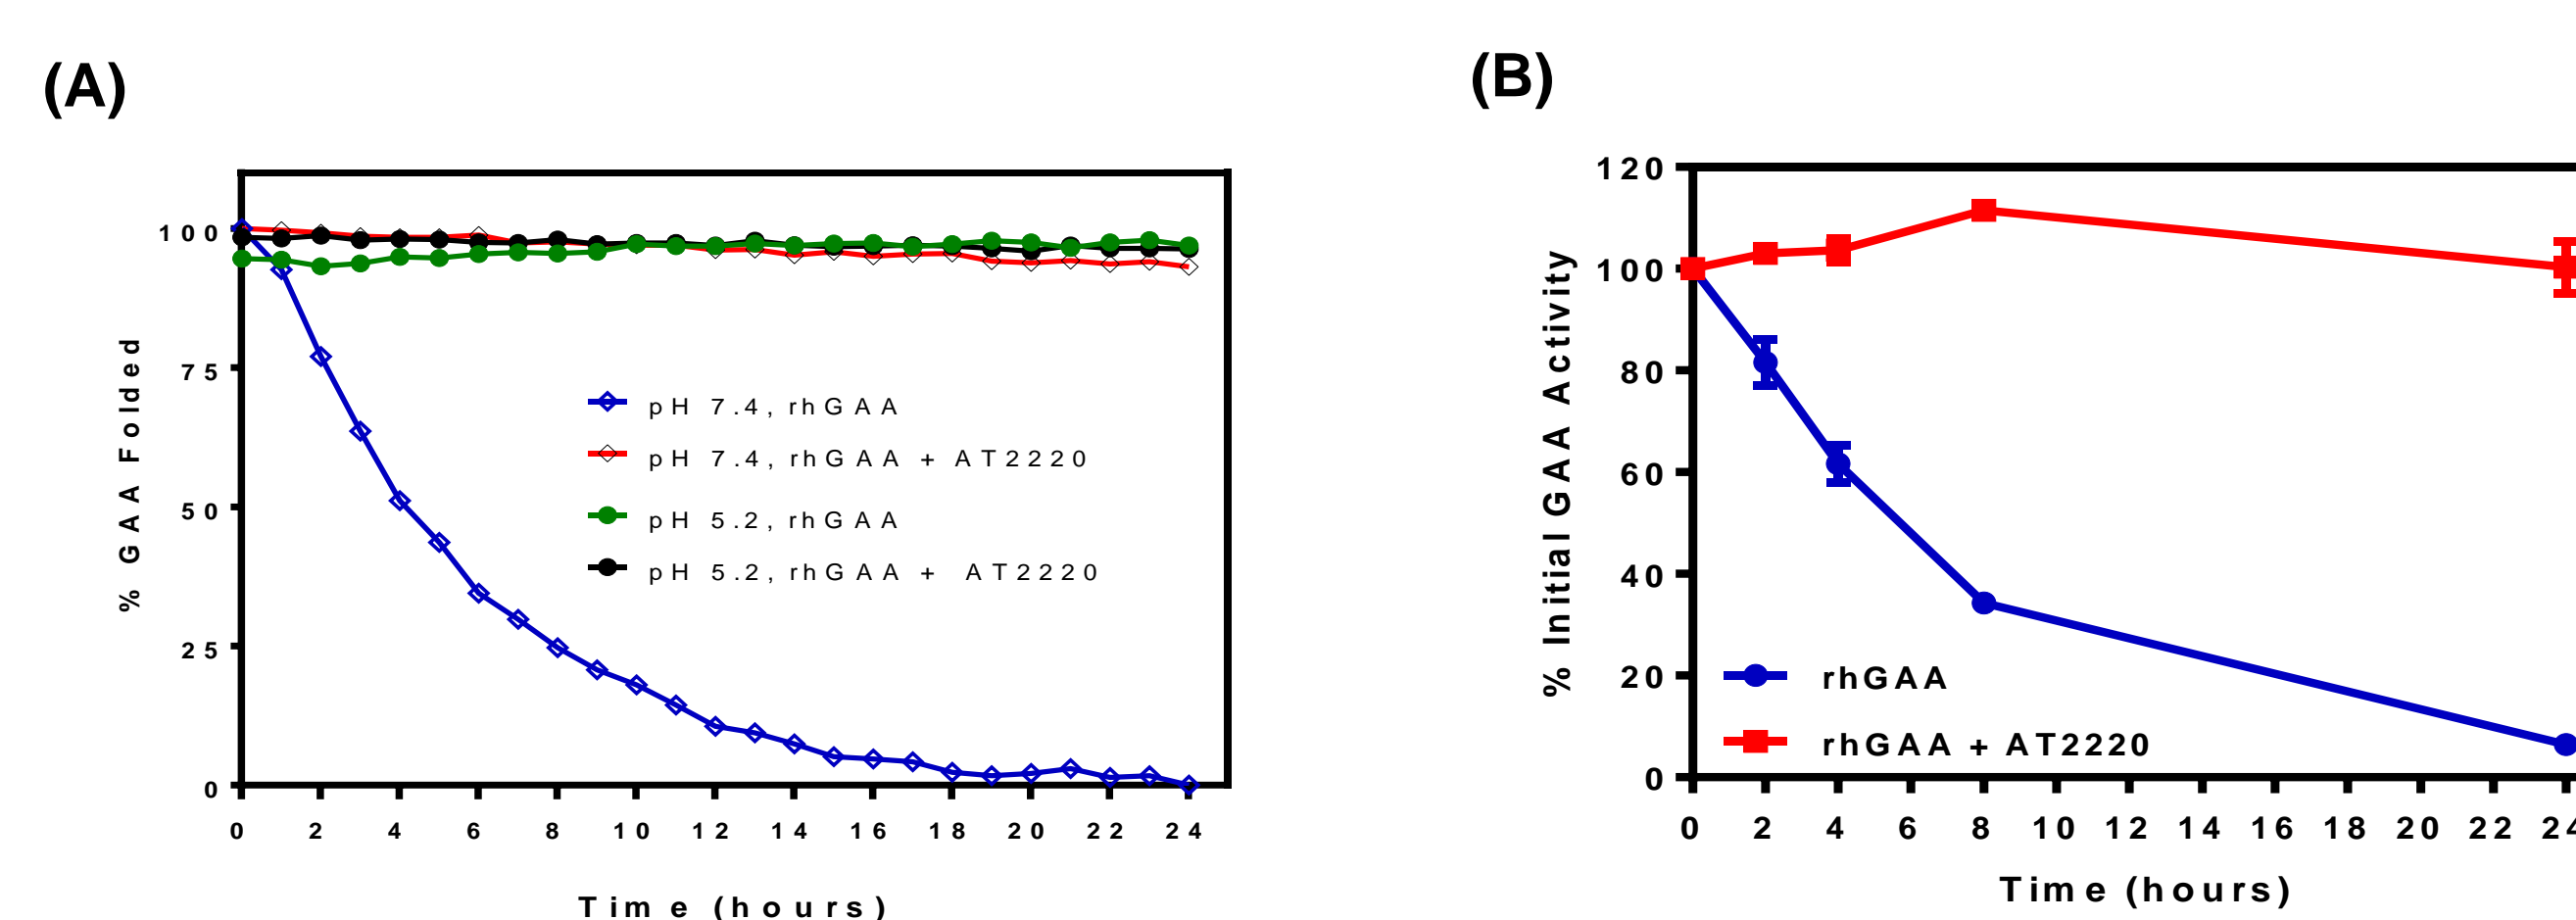 (A)
% GAA Folded
100
75
50
25
0
pH 7.4, rhGAA
pH 7.4, rhGAA + AT2220
pH 5.2, rhGAA
pH 5.2, rhGAA + AT2220
0 2 4 6 8 10 12 14 16 18 20 22 24
Time (hours)
(B)
% Initial GAA Activity
120
100
80
60
40
20
0
rhGAA
rhGAA + AT2220
0 2 4 6 8 10 12 14 16 18 20 22 24
Time (hours)